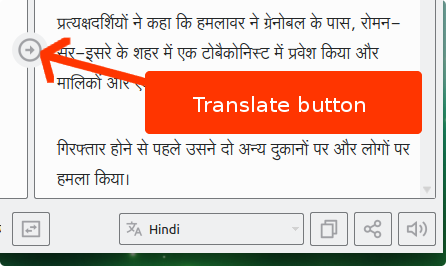 प्रत्यक्षदर्शियों ने कहा कि हमलावर ने ग्रेनोबल के पास, रोमन-
सर-इसरे के शहर में एक टोबैकोनिस्ट में प्रवेश किया और
मालिकों और
Translate button
गिरफ्तार होने से पहले उसने दो अन्य दुकानों पर और लोगों पर
हमला किया।
Hindi